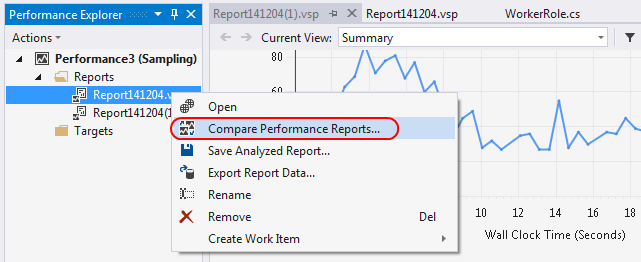 Performance Explorer
Actions
Performance3 (Sampling)
Reports
Report141204.v
Report141204(1
Targets
Open
Compare Performance Reports...
Save Analyzed Report...
Export Report Data...
Rename
Remove Del
Create Work Item
Report141204(1).vsp Report141204.vsp WorkerRole.cs
Current View: Summary
80
10 12 14 16 18
Wall Clock Time (Seconds)